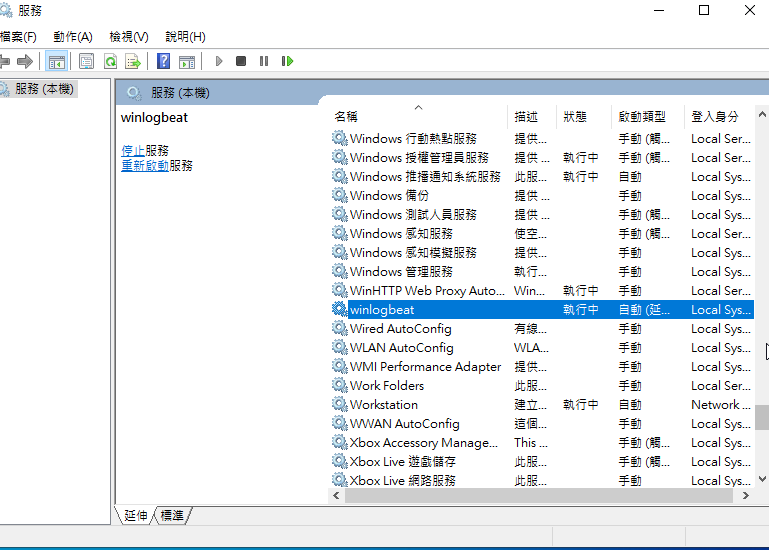 服務
檔案(F) 動作(A) 檢視(V) 說明(H)
服務 (本機)
服務 (本機)
winlogbeat
停止服務
重新啟動服務
名稱 描述 狀態 啟動類型 登入身分
Windows 行動熱點服務 提供... 手動 (觸... Local Ser...
Windows 授權管理員服務 提供 ... 執行中 手動 (觸... Local Ser...
Windows 推播通知系統服務 此服... 執行中 自動 Local Sys...
Windows 備份 提供 ... 手動 Local Sys...
Windows 測試人員服務 提供 ... 手動 (觸... Local Sys...
Windows 感知服務 使空... 手動 (觸... Local Ser...
Windows 感知模擬服務 提供... 手動 Local Sys...
Windows 管理服務 執行... 手動 Local Sys...
WinHTTP Web Proxy Auto... Win... 執行中 手動 Local Ser...
winlogbeat 執行中 自動 (延... Local Sys...
Wired AutoConfig 有線... 手動 Local Sys...
WLAN AutoConfig WLA... 手動 Local Sys...
WMI Performance Adapter 提供... 手動 Local Sys...
Work Folders 此服... 手動 Local Ser...
Workstation 建立... 執行中 自動 Network ...
WWAN AutoConfig 這個... 手動 Local Sys...
Xbox Accessory Manage... This ... 手動 (觸... Local Sys...
Xbox Live 遊戲儲存 此服... 手動 (觸... Local Sys...
Xbox Live 網路服務 此服... 手動 Local Sys...
延伸 標準